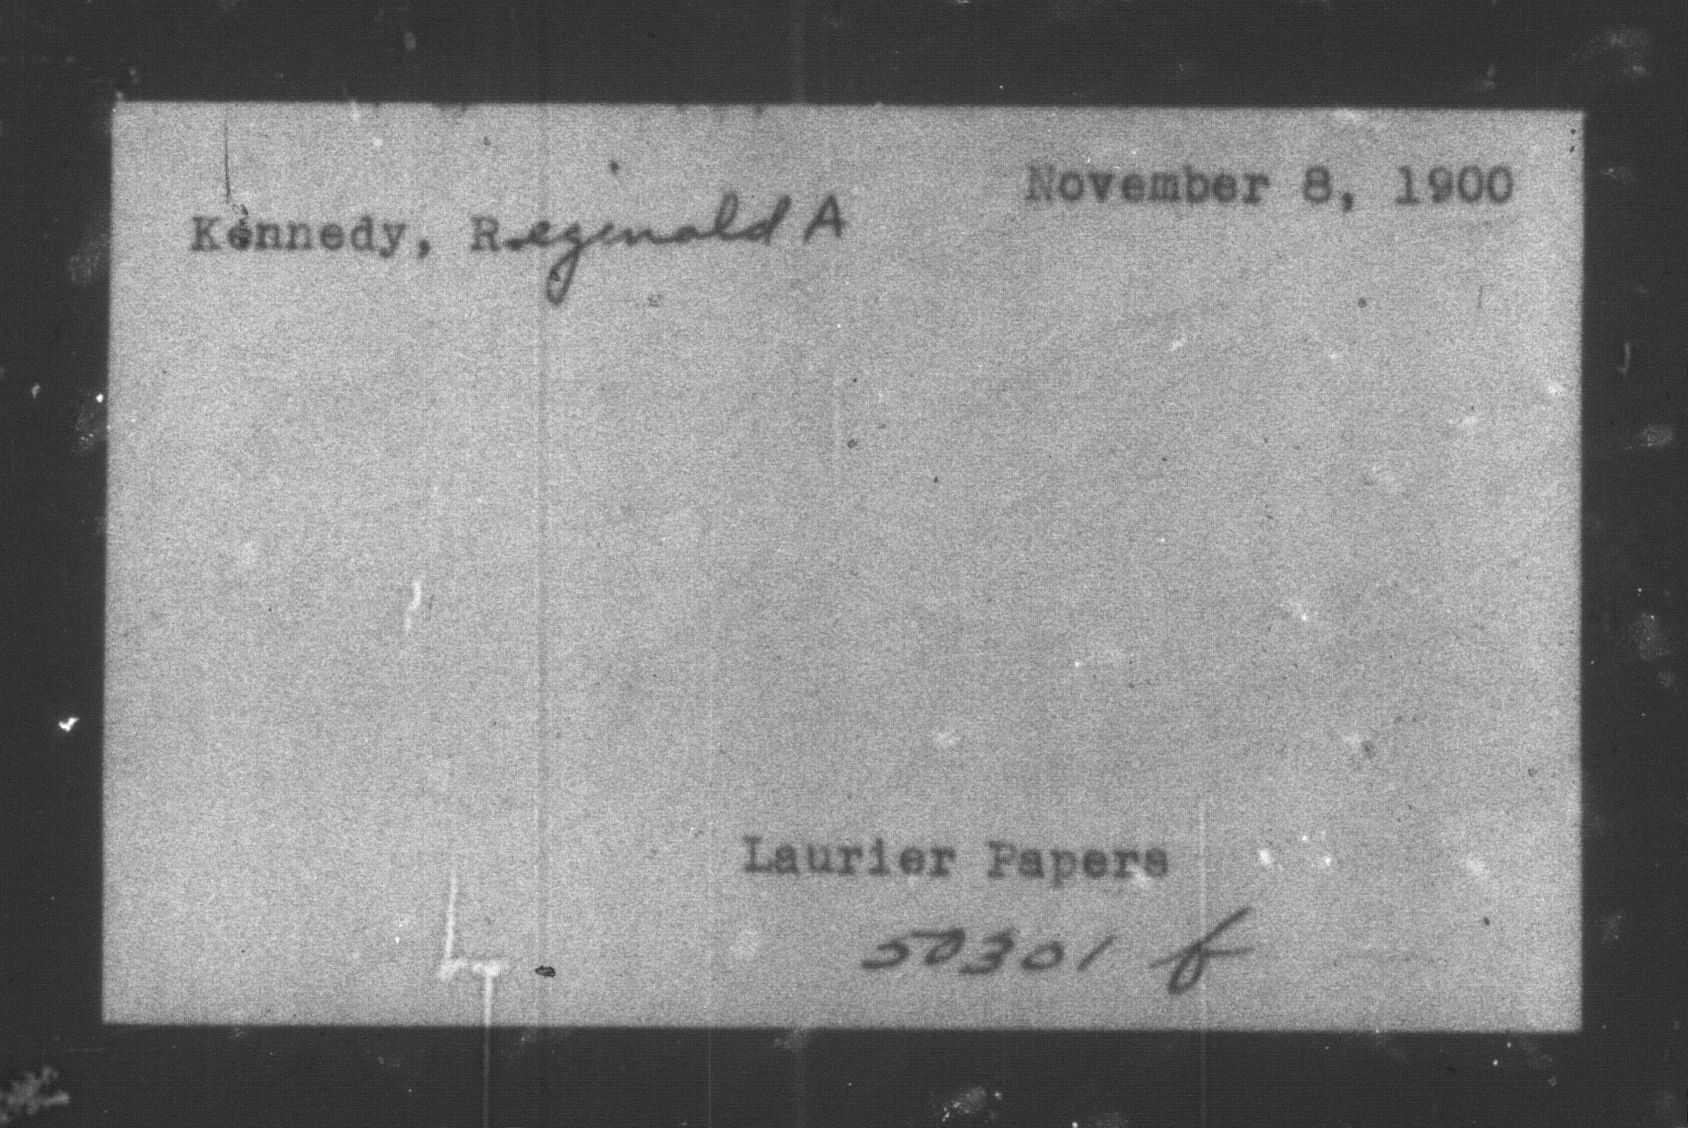 November 8, 1900
Kennedy, Reginald A
Laurier Papers
50301 f